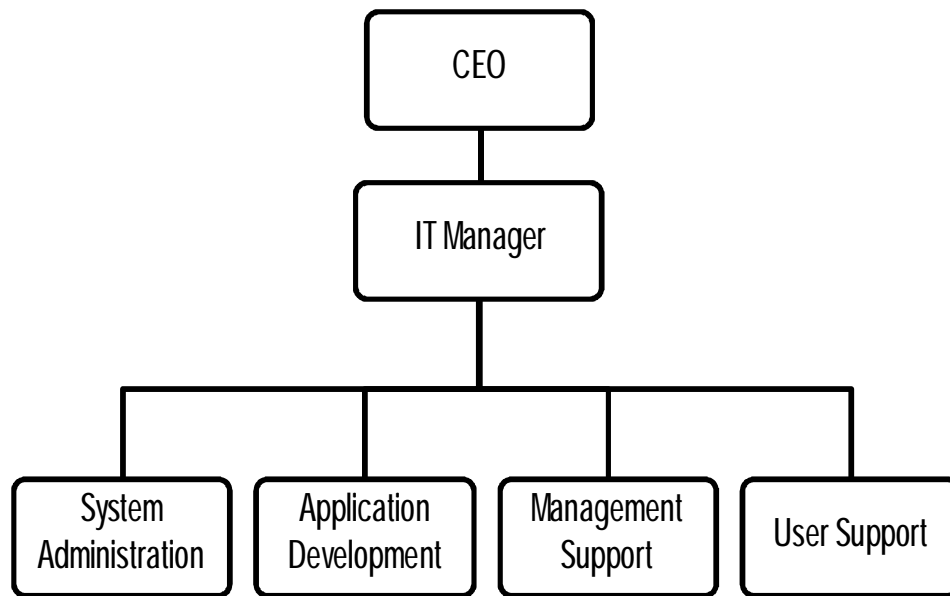 CEO
IT Manager
System
Administration
Application
Development
Management
Support
User Support